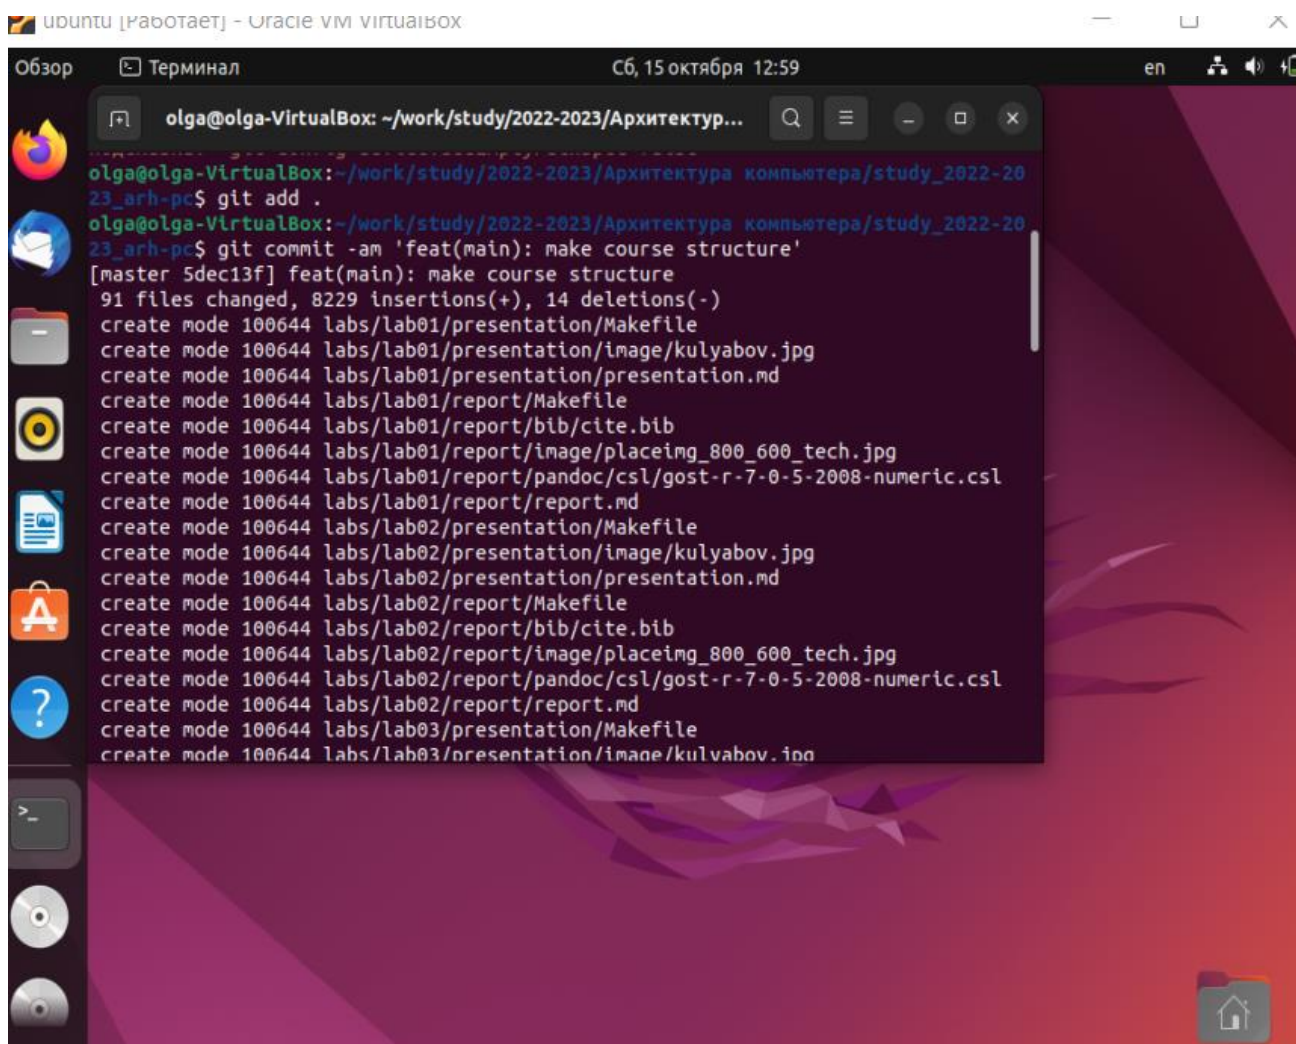 ubuntu [Работает] - Oracle VM VirtualBox
Обзор Терминал Сб, 15 октября 12:59 en
olga@olga-VirtualBox: ~/work/study/2022-2023/Архитектур...
olga@olga-VirtualBox:~/work/study/2022-2023/Архитектура компьютера/study_2022-20
23_arh-pc$ git add .
olga@olga-VirtualBox:~/work/study/2022-2023/Архитектура компьютера/study_2022-20
23_arh-pc$ git commit -am 'feat(main): make course structure'
[master 5dec13f] feat(main): make course structure
91 files changed, 8229 insertions(+), 14 deletions(-)
create mode 100644 labs/lab01/presentation/Makefile
create mode 100644 labs/lab01/presentation/image/kulyabov.jpg
create mode 100644 labs/lab01/presentation/presentation.md
create mode 100644 labs/lab01/report/Makefile
create mode 100644 labs/lab01/report/bib/cite.bib
create mode 100644 labs/lab01/report/image/placeimg_800_600_tech.jpg
create mode 100644 labs/lab01/report/pandoc/csl/gost-r-7-0-5-2008-numeric.csl
create mode 100644 labs/lab01/report/report.md
create mode 100644 labs/lab02/presentation/Makefile
create mode 100644 labs/lab02/presentation/image/kulyabov.jpg
create mode 100644 labs/lab02/presentation/presentation.md
create mode 100644 labs/lab02/report/Makefile
create mode 100644 labs/lab02/report/bib/cite.bib
create mode 100644 labs/lab02/report/image/placeimg_800_600_tech.jpg
create mode 100644 labs/lab02/report/pandoc/csl/gost-r-7-0-5-2008-numeric.csl
create mode 100644 labs/lab02/report/report.md
create mode 100644 labs/lab03/presentation/Makefile
create mode 100644 labs/lab03/presentation/image/kulyabov.jpg